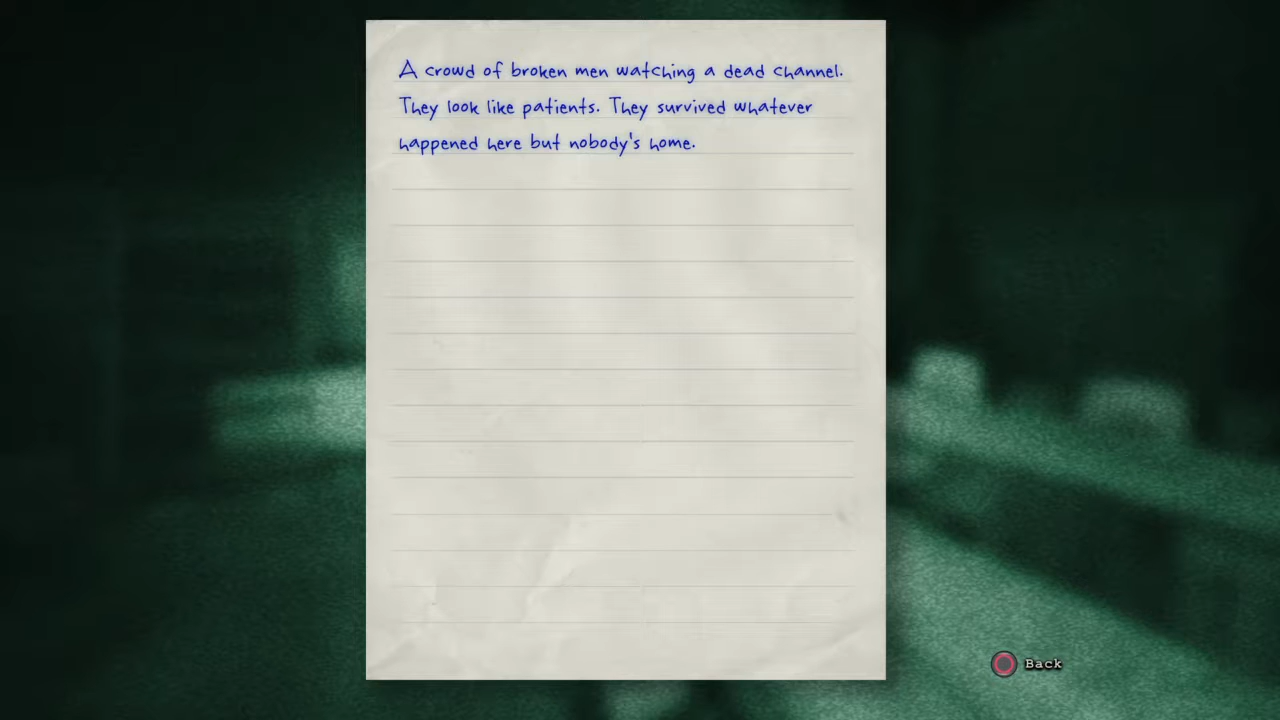 A crowd of broken men watching a dead channel.
They look like patients. They survived whatever
happened here but nobody's home.
Back